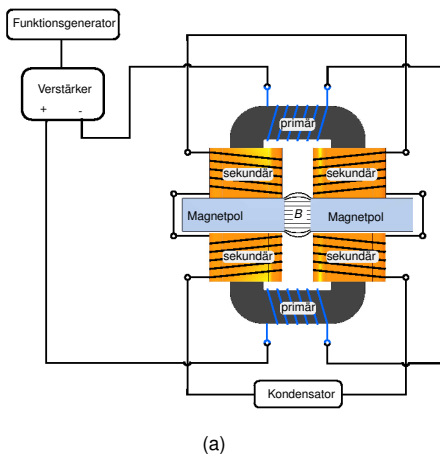 Funktionsgenerator
Verstärker
+ -
primär
sekundär sekundär
Magnetpol B Magnetpol
sekundär sekundär
primär
Kondensator
(a)